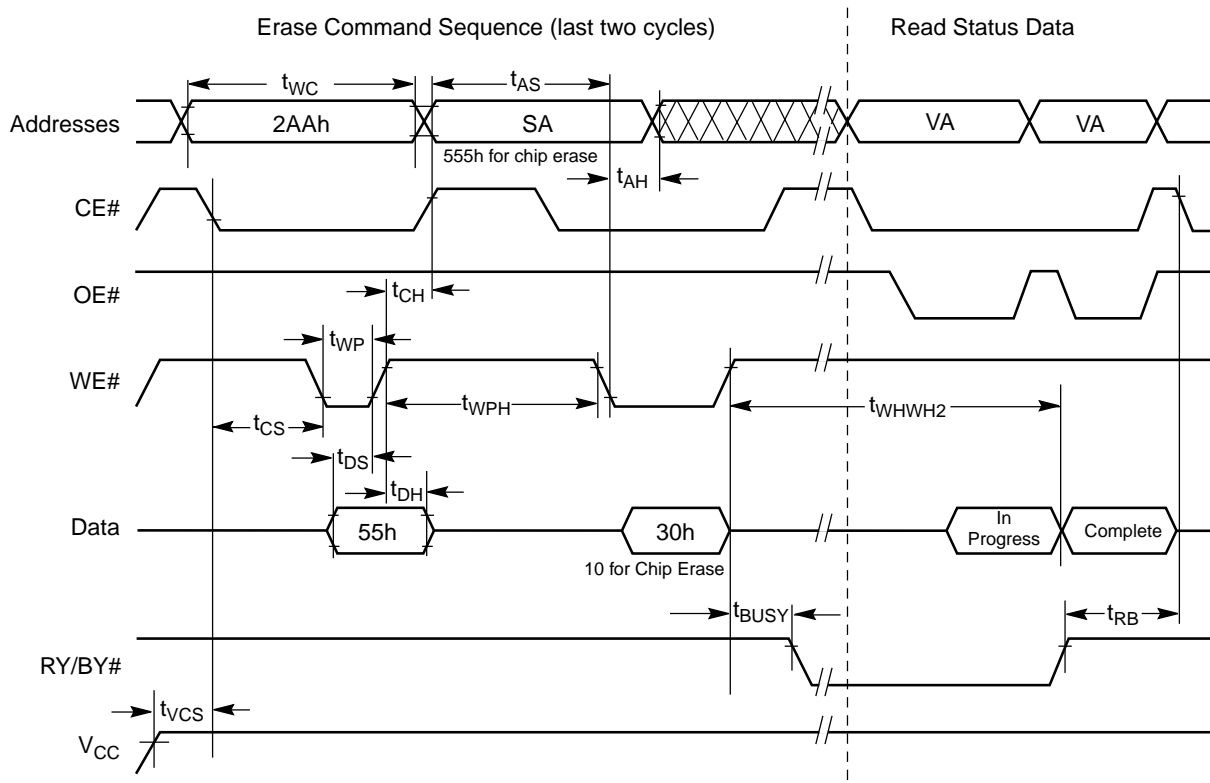 Erase Command Sequence (last two cycles)
Read Status Data
tWC
tAS
Addresses
2AAh
SA
VA
VA
555h for chip erase
tAH
CE#
OE#
tCH
tWP
WE#
tWPH
tWHWH2
tCS
tDS
tDH
Data
55h
30h
In
Progress
Complete
10 for Chip Erase
tBUSY
tRB
RY/BY#
tVCS
VCC